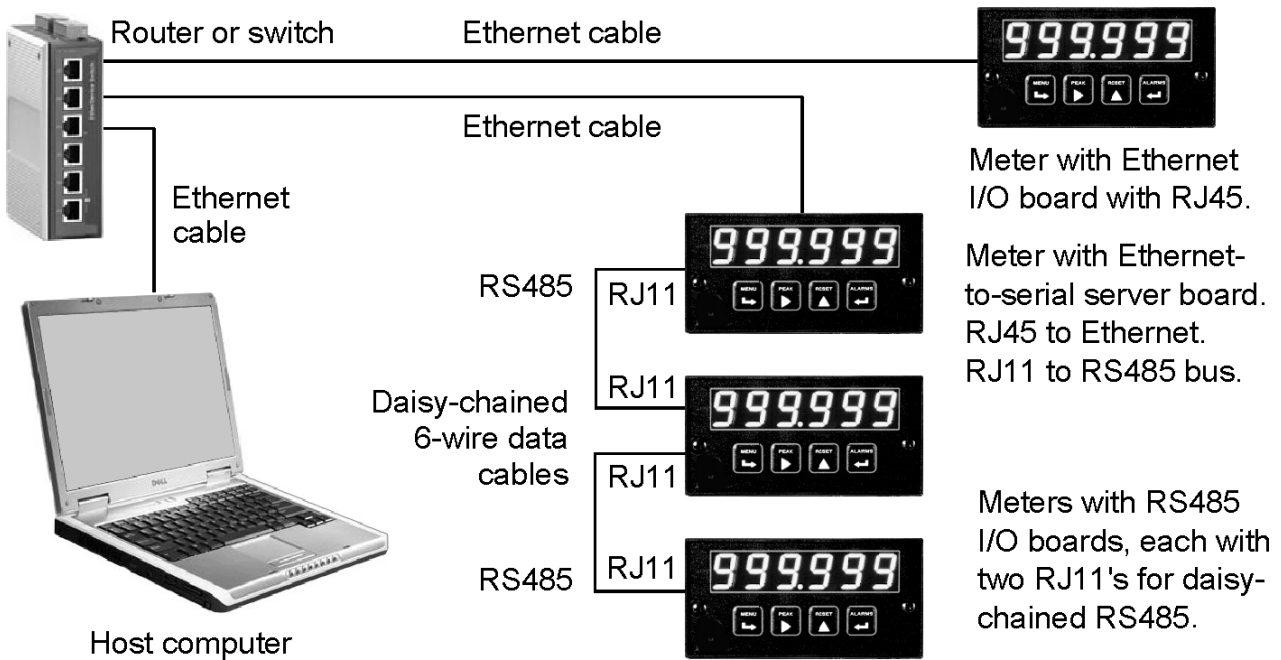 Router or switch
Ethernet cable
999.999
MENU PEAK RESET ALARMS
Meter with Ethernet
I/O board with RJ45.
Ethernet cable
Ethernet
cable
999.999
MENU PEAK RESET ALARMS
RS485
RJ11
Meter with Ethernet-
to-serial server board.
RJ45 to Ethernet.
RJ11 to RS485 bus.
RJ11
999.999
MENU PEAK RESET ALARMS
Daisy-chained
6-wire data
cables
RJ11
DELL
RS485
RJ11
999.999
MENU PEAK RESET ALARMS
Meters with RS485
I/O boards, each with
two RJ11's for daisy-
chained RS485.
Host computer